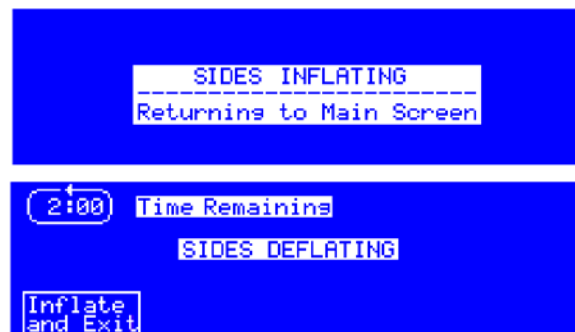 SIDES INFLATING
------------------------
Returning to Main Screen
2:00 Time Remaining
SIDES DEFLATING
Inflate
and Exit